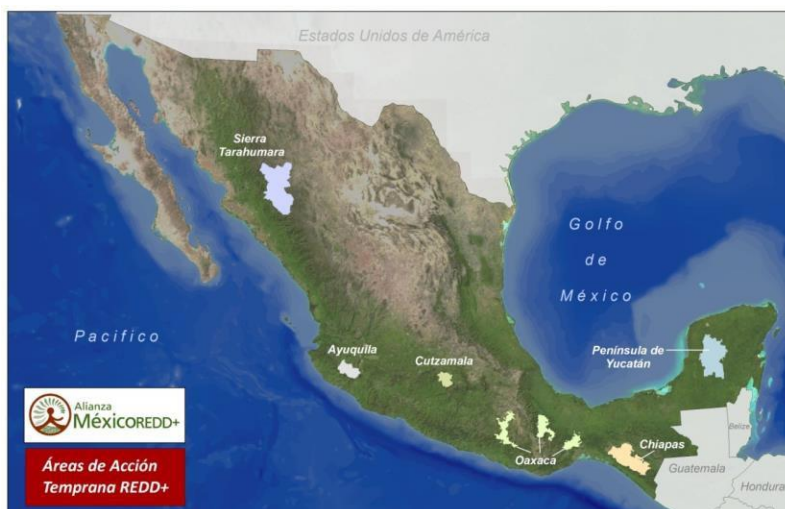 Estados Unidos de América
Sierra
Tarahumara
Golfo
de
México
Pacifico
Ayuquila
Cutzamala
Península de
Yucatán
Belize
Oaxaca
Chiapas
Guatemala
Hondura
Alianza
MéxicoREDD+
Áreas de Acción
Temprana REDD+